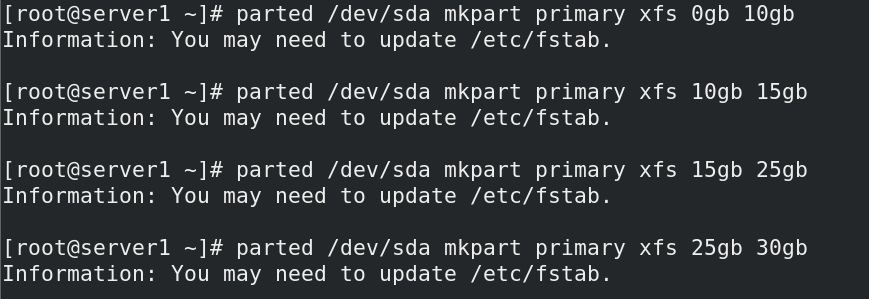 [root@server1 ~]# parted /dev/sda mkpart primary xfs 0gb 10gb
Information: You may need to update /etc/fstab.
[root@server1 ~]# parted /dev/sda mkpart primary xfs 10gb 15gb
Information: You may need to update /etc/fstab.
[root@server1 ~]# parted /dev/sda mkpart primary xfs 15gb 25gb
Information: You may need to update /etc/fstab.
[root@server1 ~]# parted /dev/sda mkpart primary xfs 25gb 30gb
Information: You may need to update /etc/fstab.